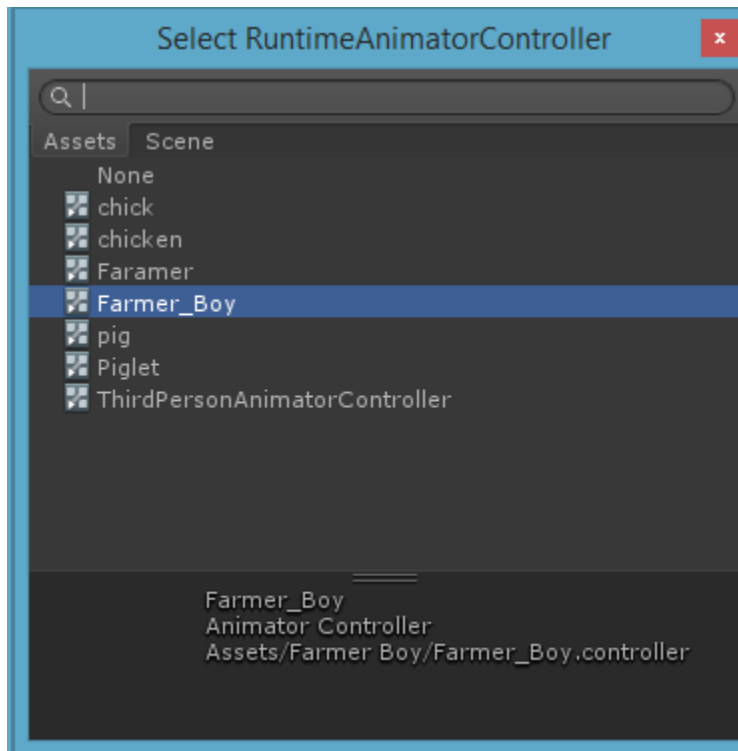 Select RuntimeAnimatorController
x
Assets Scene
None
chick
chicken
Faramer
Farmer_Boy
pig
Piglet
ThirdPersonAnimatorController
Farmer_Boy
Animator Controller
Assets/Farmer Boy/Farmer_Boy.controller